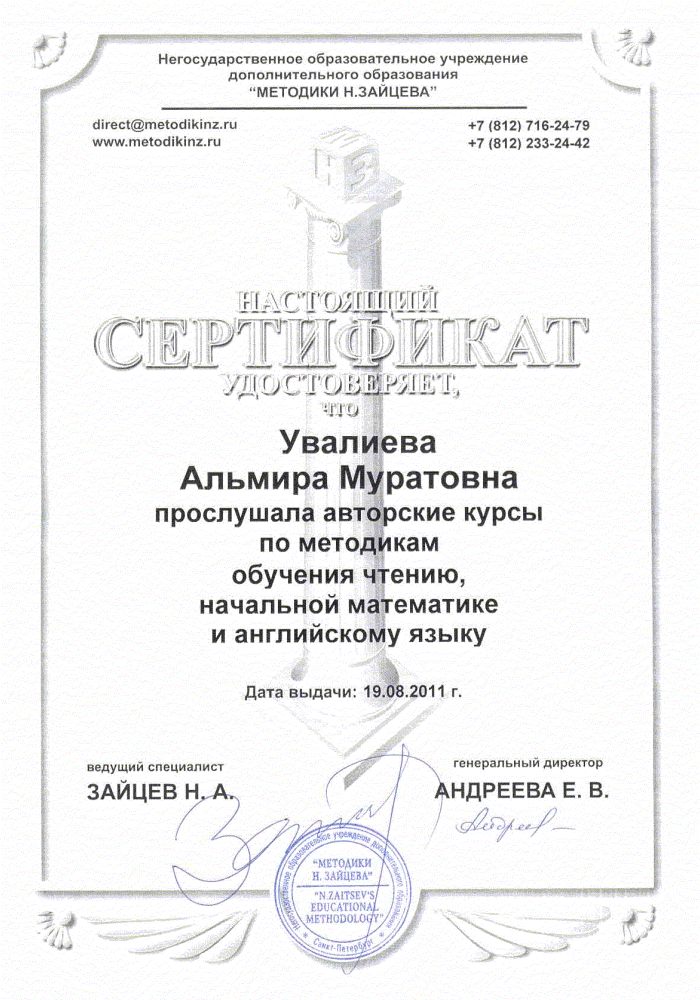 Негосударственное образовательное учреждение
дополнительного образования
“МЕТОДИКИ Н.ЗАЙЦЕВА”
direct@metodikinz.ru
www.metodikinz.ru
+7 (812) 716-24-79
+7 (812) 233-24-42
Н З
НАСТОЯЩИЙ
СЕРТИФИКАТ
УДОСТОВЕРЯЕТ,
ЧТО
Увалиева
Альмира Муратовна
прослушала авторские курсы
по методикам
обучения чтению,
начальной математике
и английскому языку
Дата выдачи: 19.08.2011 г.
ведущий специалист
ЗАЙЦЕВ Н. А.
генеральный директор
АНДРЕЕВА Е. В.
Негосударственное образовательное учреждение дополнительного образования
“МЕТОДИКИ
Н. ЗАЙЦЕВА”
“N.ZAITSEV'S
EDUCATIONAL
METHODOLOGY”
* Санкт-Петербург *